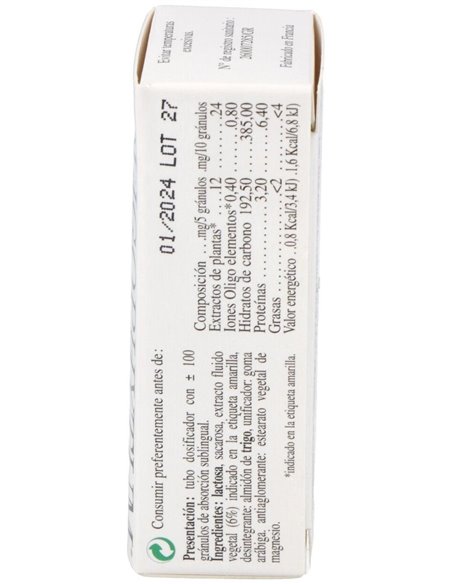 Evitar temperaturas
excesivas.
N° de registro sanitario :
Fabricado en Francia
Consumir preferentemente antes de:
01/2024 LOT 27
Presentación: tubo dosificador con ± 100
gránulos de absorción sublingual.
Ingredientes: lactosa, sacarosa, extracto fluido
vegetal (6%) indicado en la etiqueta amarilla,
desintegrante: almidón de trigo, unificador: goma
arábiga, antiaglomerante: estearato vegetal de
magnesio.
Composición ....mg/5 gránulos .mg/10 gránulos
Extractos de plantas* ......12 ...............24
Iones Oligo elementos*0,40 ..........0,80
Hidratos de carbono 192,50 ......385,00
Proteínas ..................3,20 ............6,40
Grasas .....................<2 ...............<4
Valor energético ..0,8 Kcal/3,4 kJ) .1,6 Kcal/6,8 kJ)
*indicado en la etiqueta amarilla.